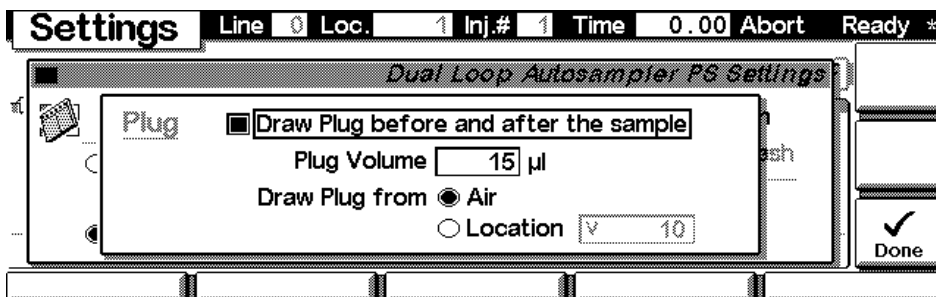 Settings Line 0 Loc. 1 Inj.# 1 Time 0.00 Abort Ready *
Dual Loop Autosampler PS Settings
Plug
Draw Plug before and after the sample
Plug Volume 15 µl
Draw Plug from Air
Location v 10
Done